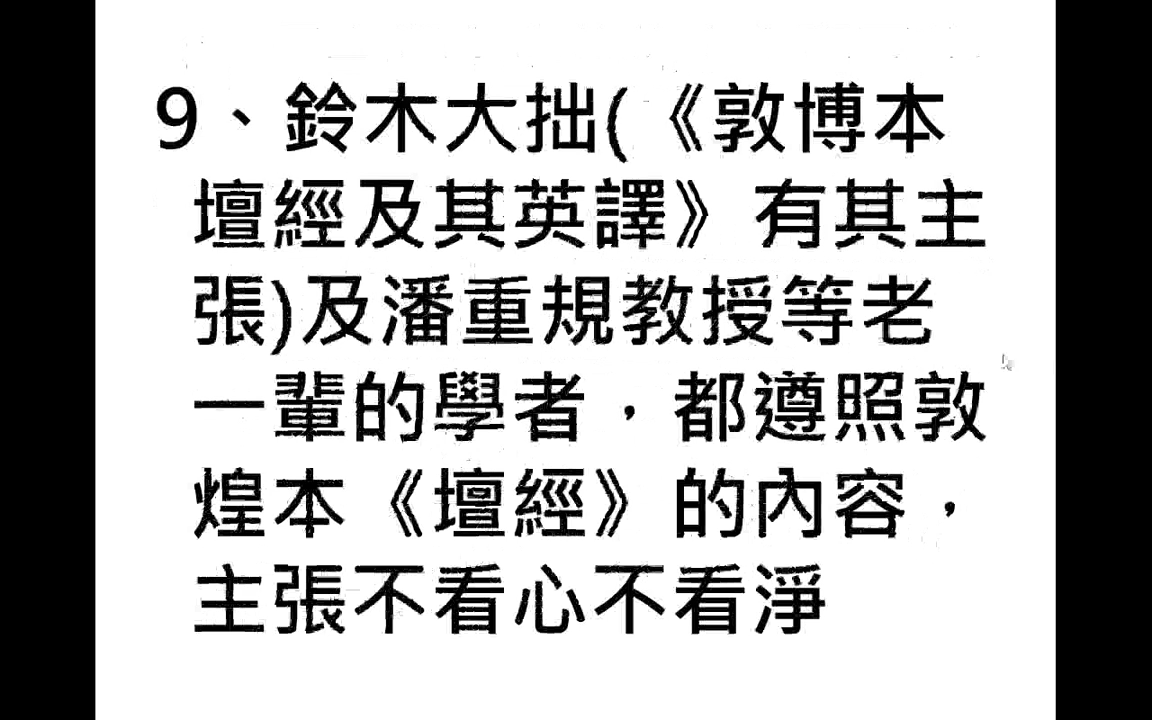 9、鈴木大拙(《敦博本
壇經及其英譯》有其主
張)及潘重規教授等老
一輩的學者，都遵照敦
煌本《壇經》的內容，
主張不看心不看淨